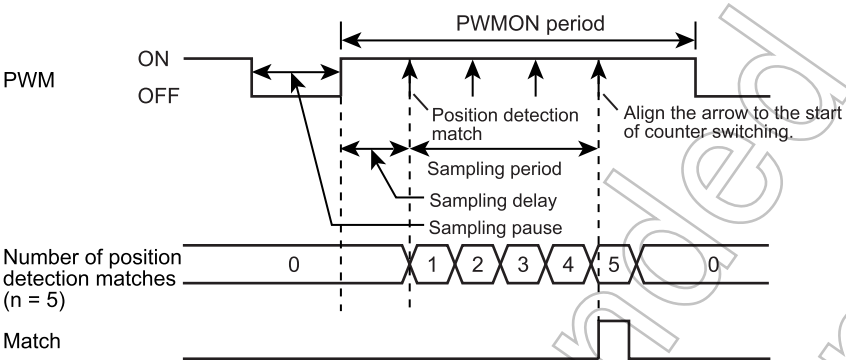 PWMON period
ON
PWM
OFF
Position detection
match
Align the arrow to the start
of counter switching.
Sampling period
Sampling delay
Sampling pause
Number of position
detection matches
(n = 5)
0 1 2 3 4 5 0
Match